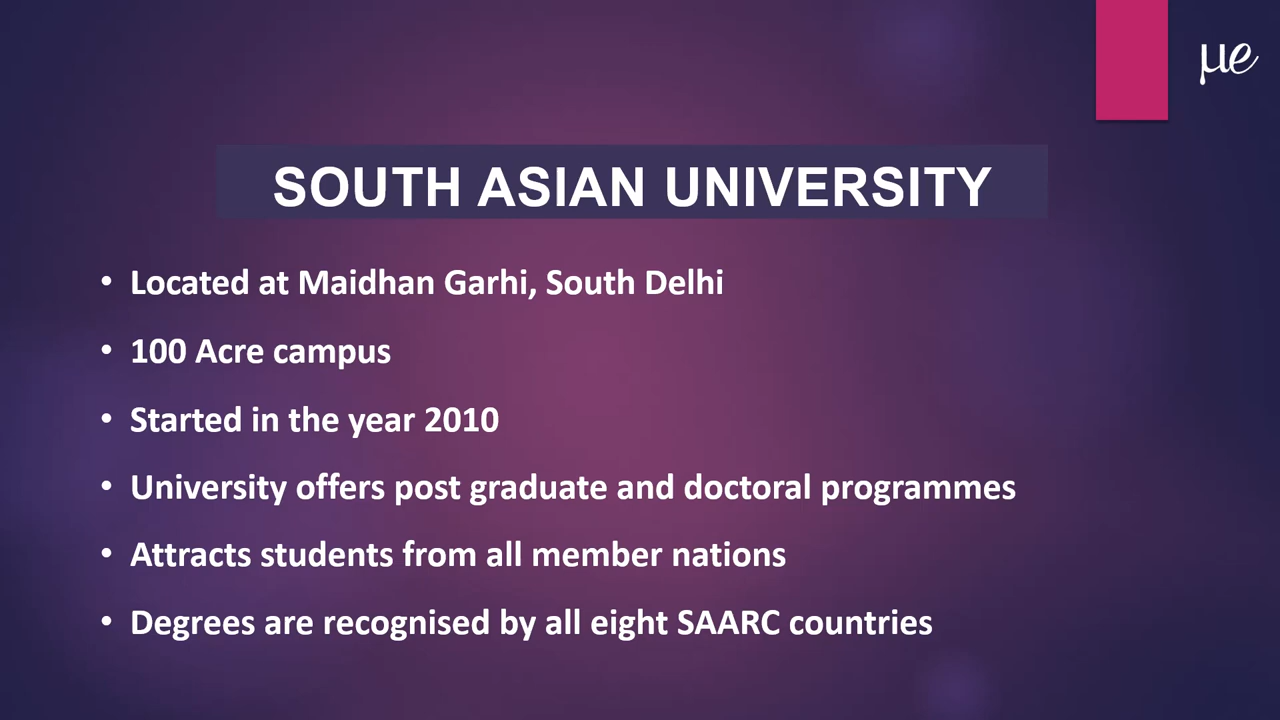 μe
SOUTH ASIAN UNIVERSITY
• Located at Maidhan Garhi, South Delhi
• 100 Acre campus
• Started in the year 2010
• University offers post graduate and doctoral programmes
• Attracts students from all member nations
• Degrees are recognised by all eight SAARC countries